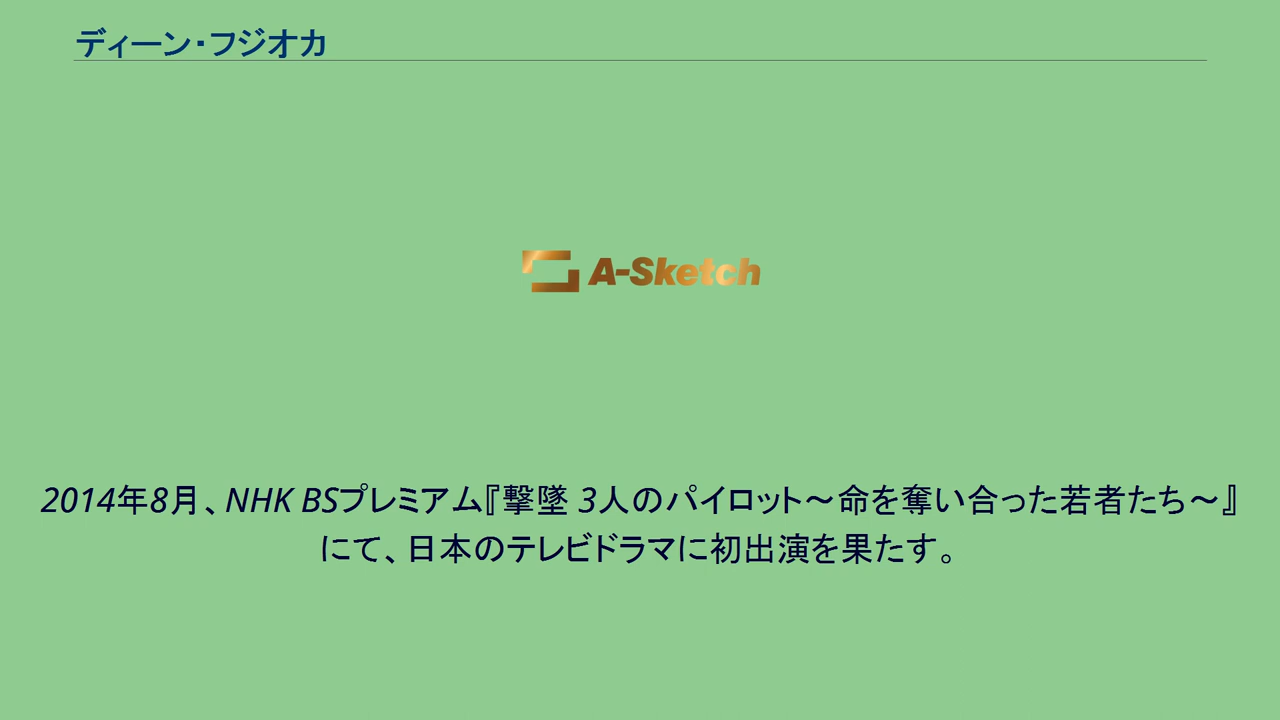 ディーン・フジオカ
A-Sketch
2014年8月、NHK BSプレミアム『撃墜 3人のパイロット～命を奪い合った若者たち～』
にて、日本のテレビドラマに初出演を果たす。